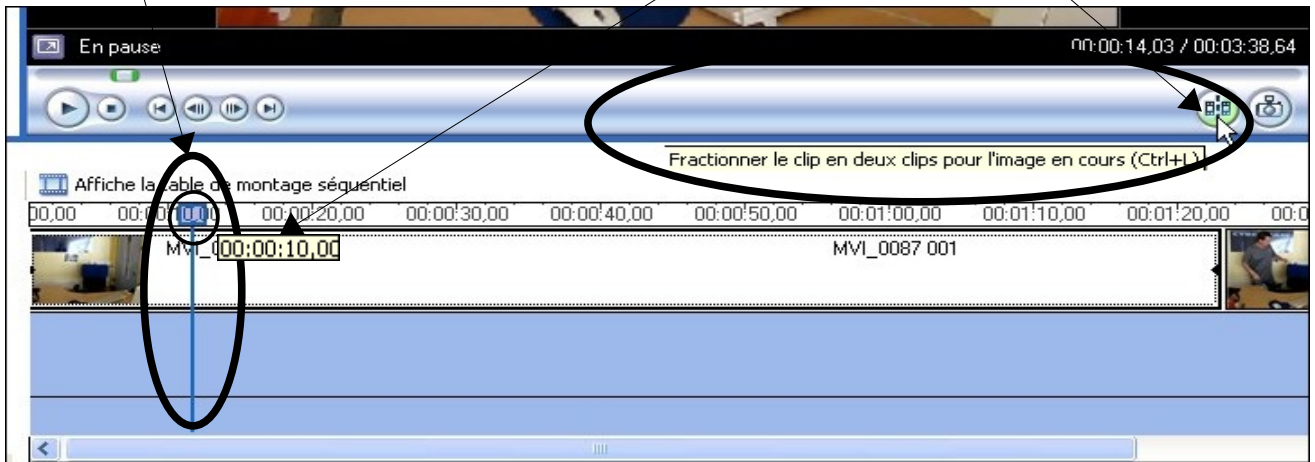 En pause
00:00:14,03 / 00:03:38,64
Fractionner le clip en deux clips pour l'image en cours (Ctrl+L)
Affiche la table de montage séquentiel
00,00 00:00:20,00 00:00:30,00 00:00:40,00 00:00:50,00 00:01:00,00 00:01:10,00 00:01:20,00 00:0
MVI_0 00:00:10,00 MVI_0087 001